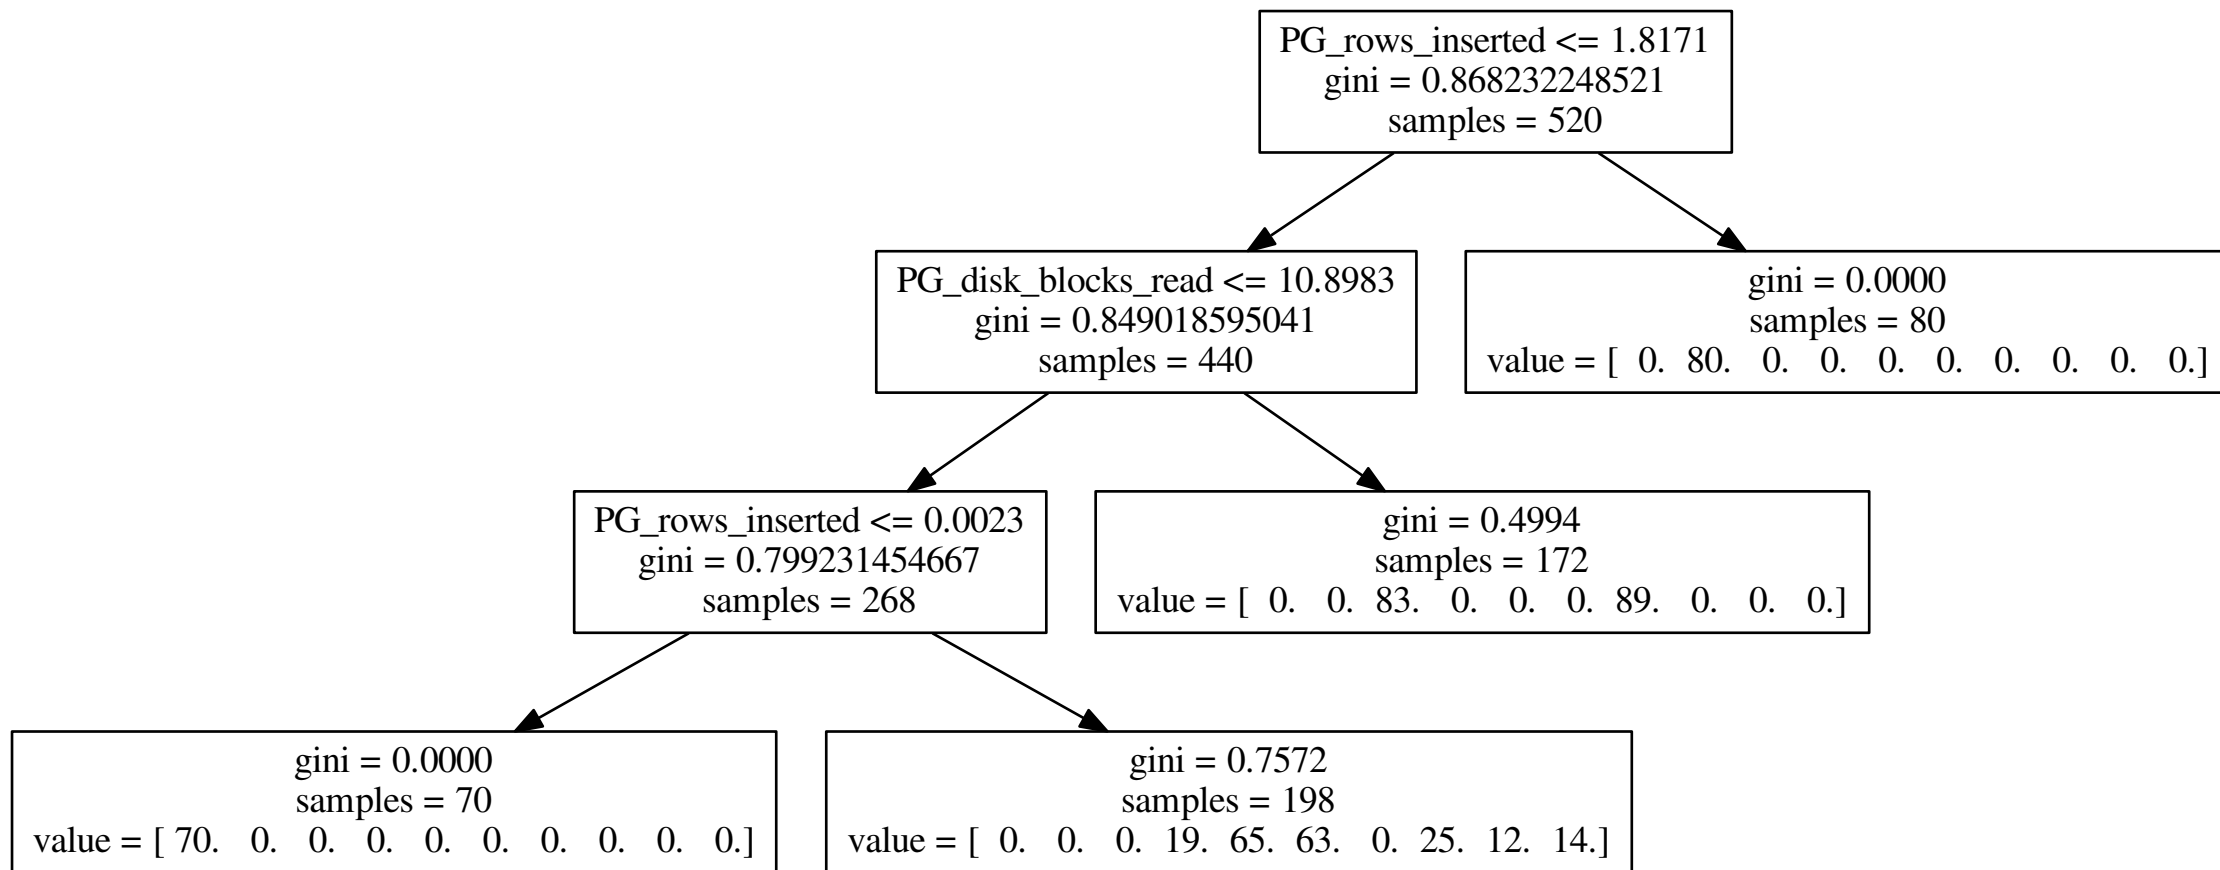 PG_rows_inserted <= 1.8171
gini = 0.868232248521
samples = 520
PG_disk_blocks_read <= 10.8983
gini = 0.849018595041
samples = 440
gini = 0.0000
samples = 80
value = [ 0. 80. 0. 0. 0. 0. 0. 0. 0. 0.]
PG_rows_inserted <= 0.0023
gini = 0.799231454667
samples = 268
gini = 0.4994
samples = 172
value = [ 0. 0. 83. 0. 0. 0. 89. 0. 0. 0.]
gini = 0.0000
samples = 70
value = [ 70. 0. 0. 0. 0. 0. 0. 0. 0. 0.]
gini = 0.7572
samples = 198
value = [ 0. 0. 0. 19. 65. 63. 0. 25. 12. 14.]